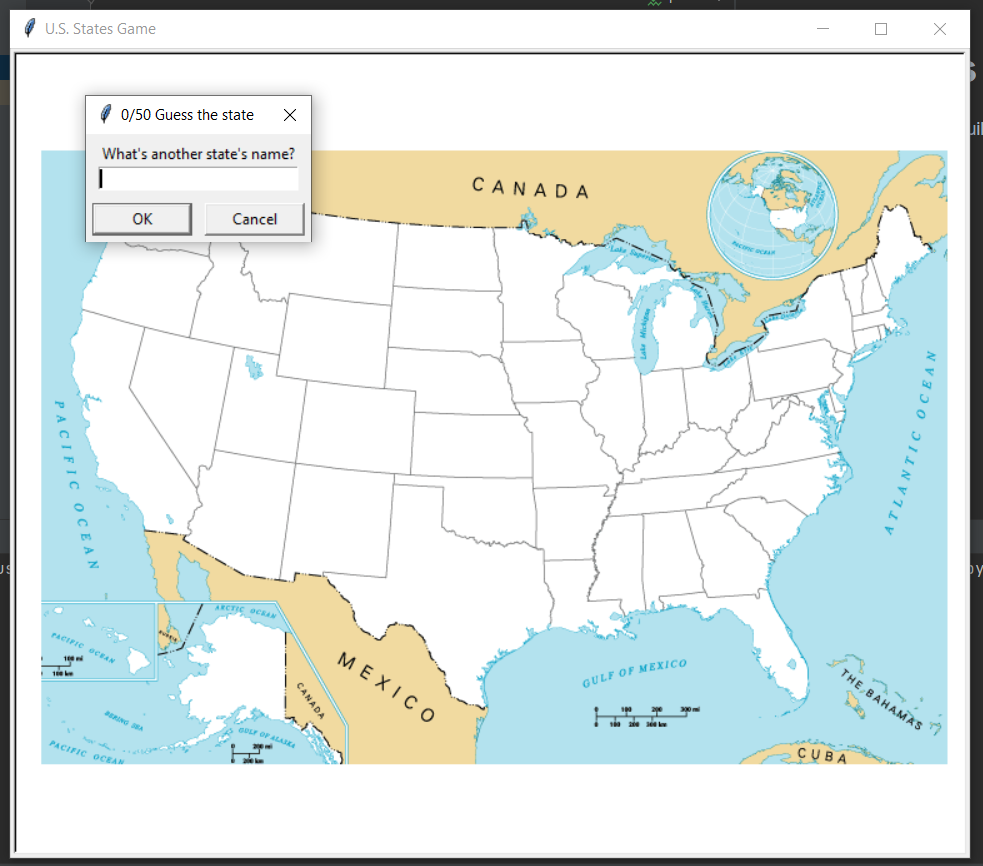 U.S. States Game
0/50 Guess the state
What's another state's name?
OK
Cancel
CANADA
Lake Superior
Lake Michigan
PACIFIC OCEAN
PACIFIC OCEAN
ATLANTIC OCEAN
ARCTIC OCEAN
RUSSIA
PACIFIC OCEAN
100 mi
100 km
CANADA
BERING SEA
GULF OF ALASKA
PACIFIC OCEAN
200 mi
200 km
MEXICO
GULF OF MEXICO
0 100 200 300 mi
0 100 200 300 km
THE BAHAMAS
CUBA